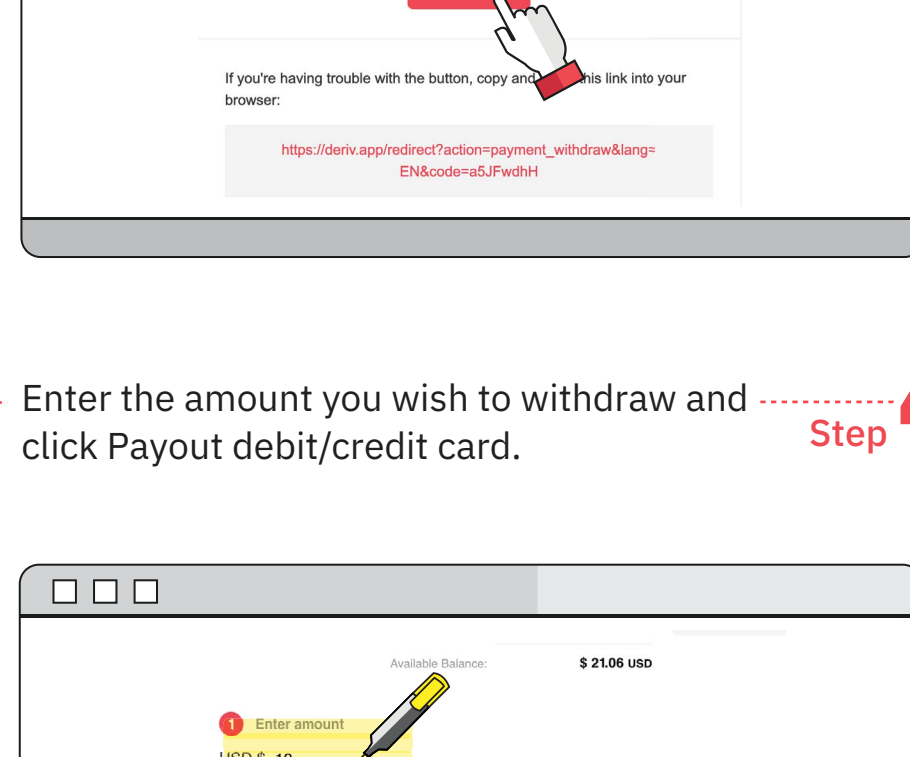 If you're having trouble with the button, copy and this link into your
browser:
https://deriv.app/redirect?action=payment_withdraw&lang=
EN&code=a5JFwdhH
Enter the amount you wish to withdraw and
click Payout debit/credit card.
Step
Available Balance: $ 21.06 USD
1 Enter amount
USD $